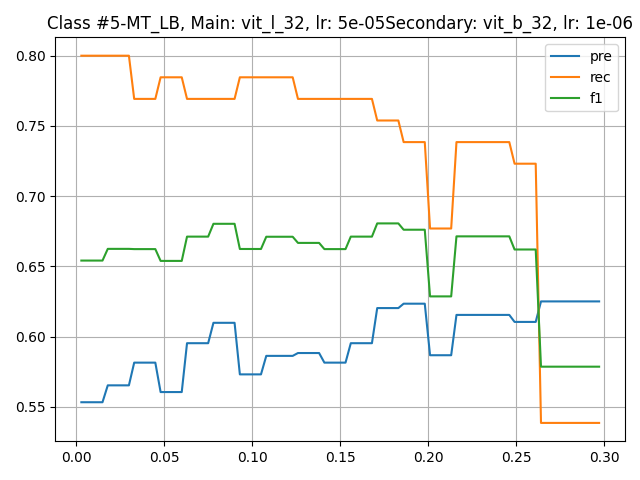 Class #5-MT_LB, Main: vit_l_32, lr: 5e-05Secondary: vit_b_32, lr: 1e-06
pre
rec
f1
0.80
0.75
0.70
0.65
0.60
0.55
0.00 0.05 0.10 0.15 0.20 0.25 0.30